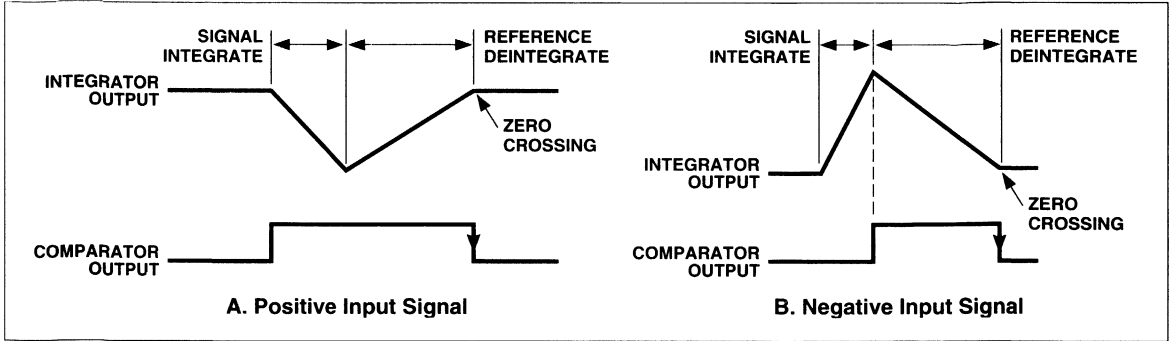 SIGNAL
INTEGRATE
REFERENCE
DEINTEGRATE
INTEGRATOR
OUTPUT
ZERO
CROSSING
COMPARATOR
OUTPUT
A. Positive Input Signal
SIGNAL
INTEGRATE
REFERENCE
DEINTEGRATE
INTEGRATOR
OUTPUT
ZERO
CROSSING
COMPARATOR
OUTPUT
B. Negative Input Signal